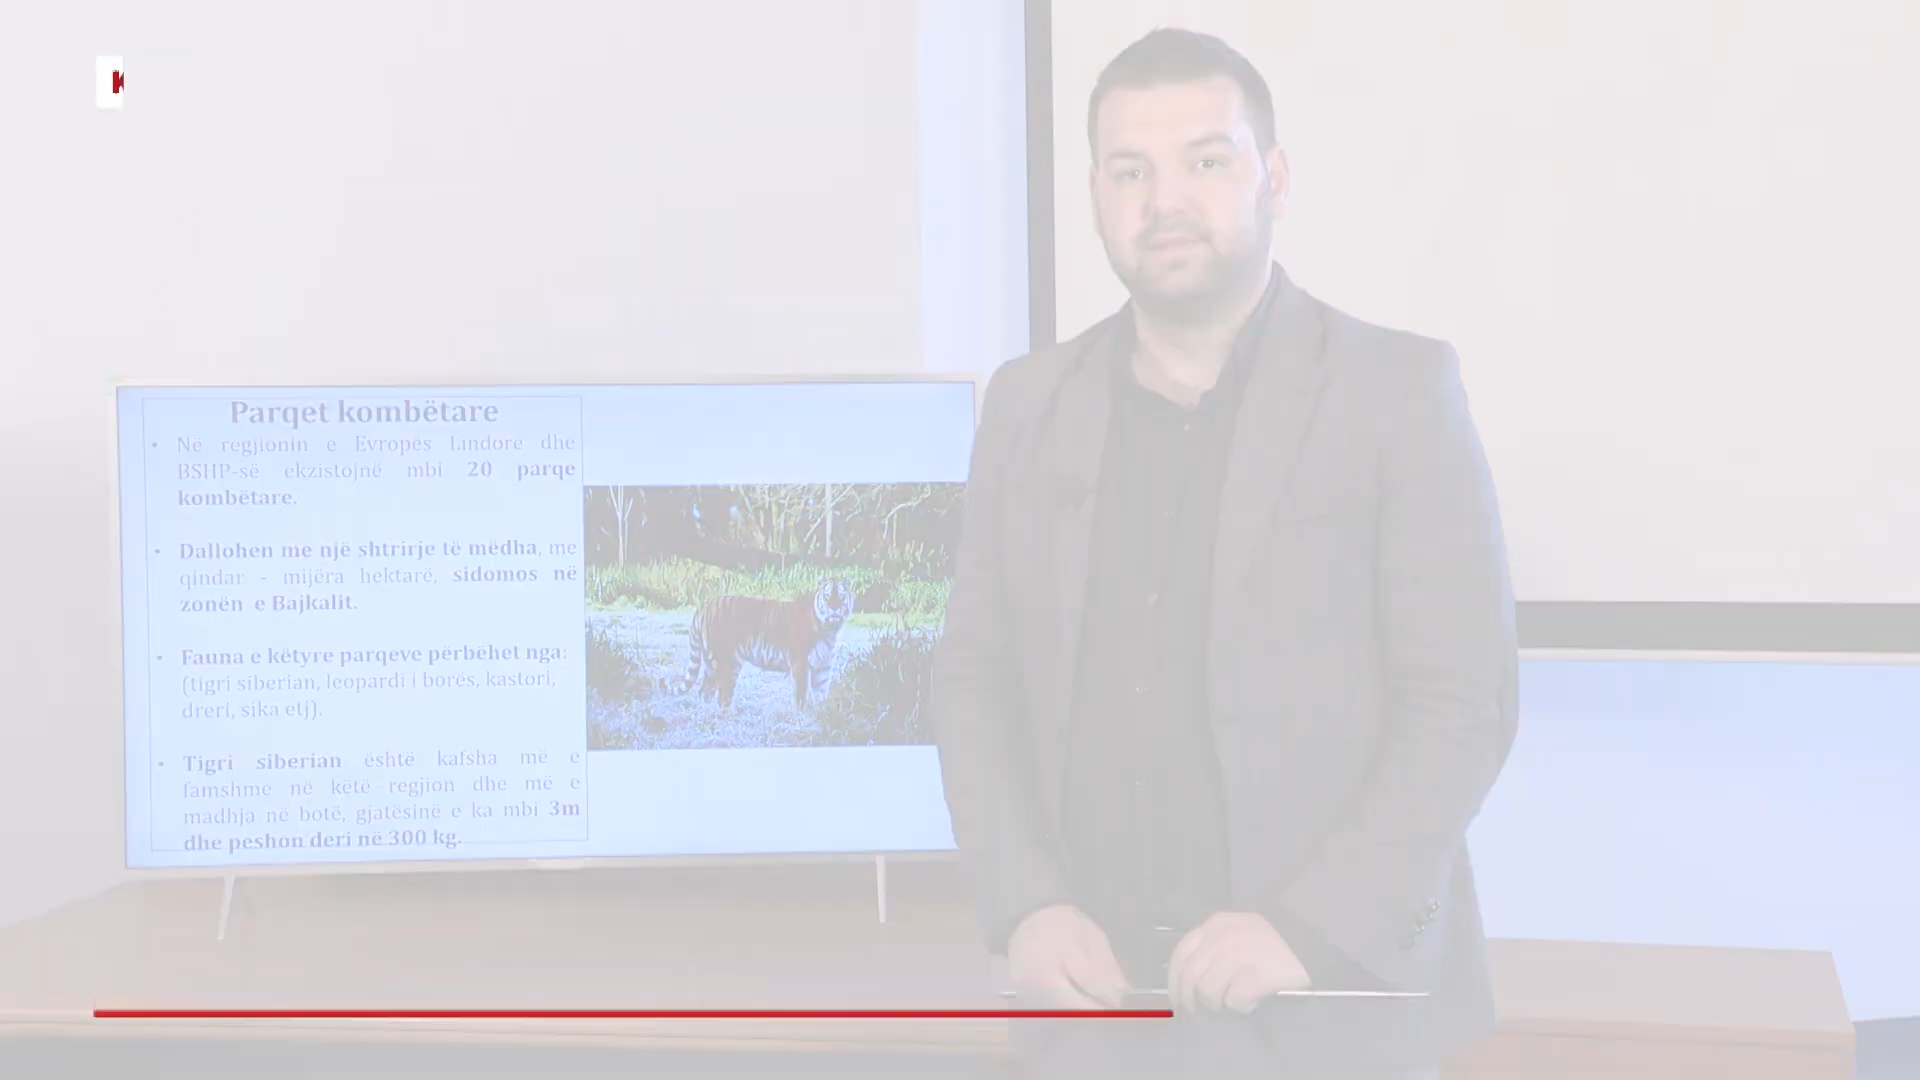 K
Parqet kombëtare
• Në regjionin e Evropës Lindore dhe
BSHP-së ekzistojnë mbi 20 parqe
kombëtare.
• Dallohen me një shtrirje të mëdha, me
qindar - mijëra hektarë, sidomos në
zonën e Bajkalit.
• Fauna e këtyre parqeve përbëhet nga:
(tigri siberian, leopardi i borës, kastori,
dreri, sika etj).
• Tigri siberian është kafsha më e
famshme në këtë regjion dhe më e
madhja në botë, gjatësinë e ka mbi 3m
dhe peshon deri në 300 kg.